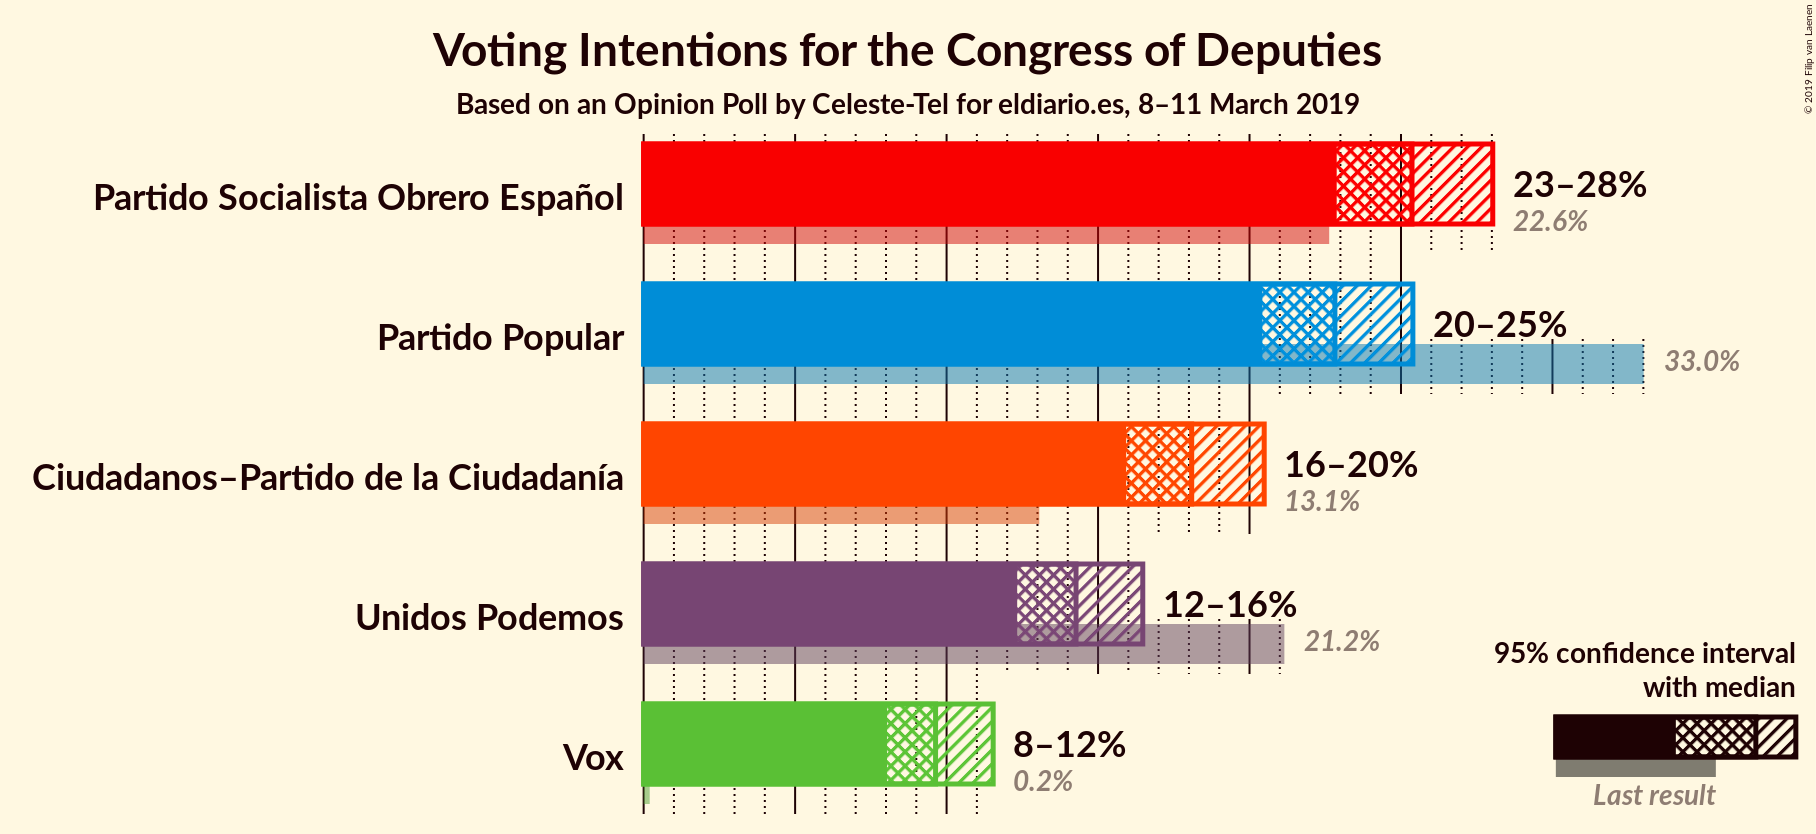 Voting Intentions for the Congress of Deputies
Based on an Opinion Poll by Celeste-Tel for eldiario.es, 8–11 March 2019
© 2019 Filip van Laenen
Partido Socialista Obrero Español
23–28%
22.6%
Partido Popular
20–25%
33.0%
Ciudadanos–Partido de la Ciudadanía
16–20%
13.1%
Unidos Podemos
12–16%
21.2%
Vox
8–12%
0.2%
95% confidence interval
with median
Last result